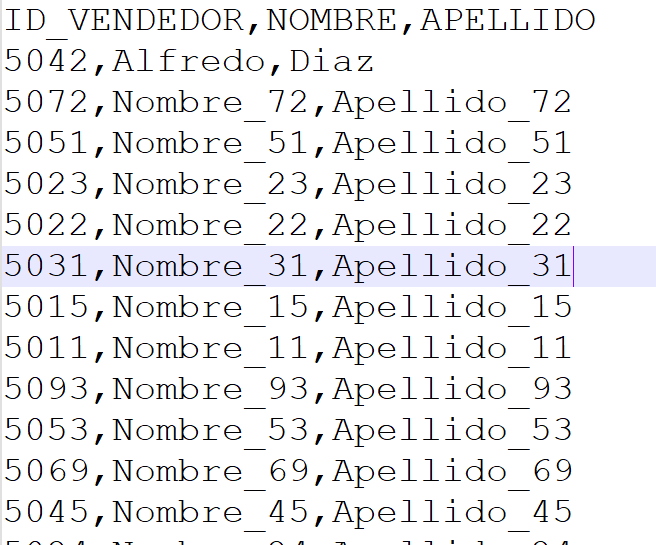 ID_VENDEDOR,NOMBRE,APELLIDO
5042,Alfredo,Diaz
5072,Nombre_72,Apellido_72
5051,Nombre_51,Apellido_51
5023,Nombre_23,Apellido_23
5022,Nombre_22,Apellido_22
5031,Nombre_31,Apellido_31
5015,Nombre_15,Apellido_15
5011,Nombre_11,Apellido_11
5093,Nombre_93,Apellido_93
5053,Nombre_53,Apellido_53
5069,Nombre_69,Apellido_69
5045,Nombre_45,Apellido_45